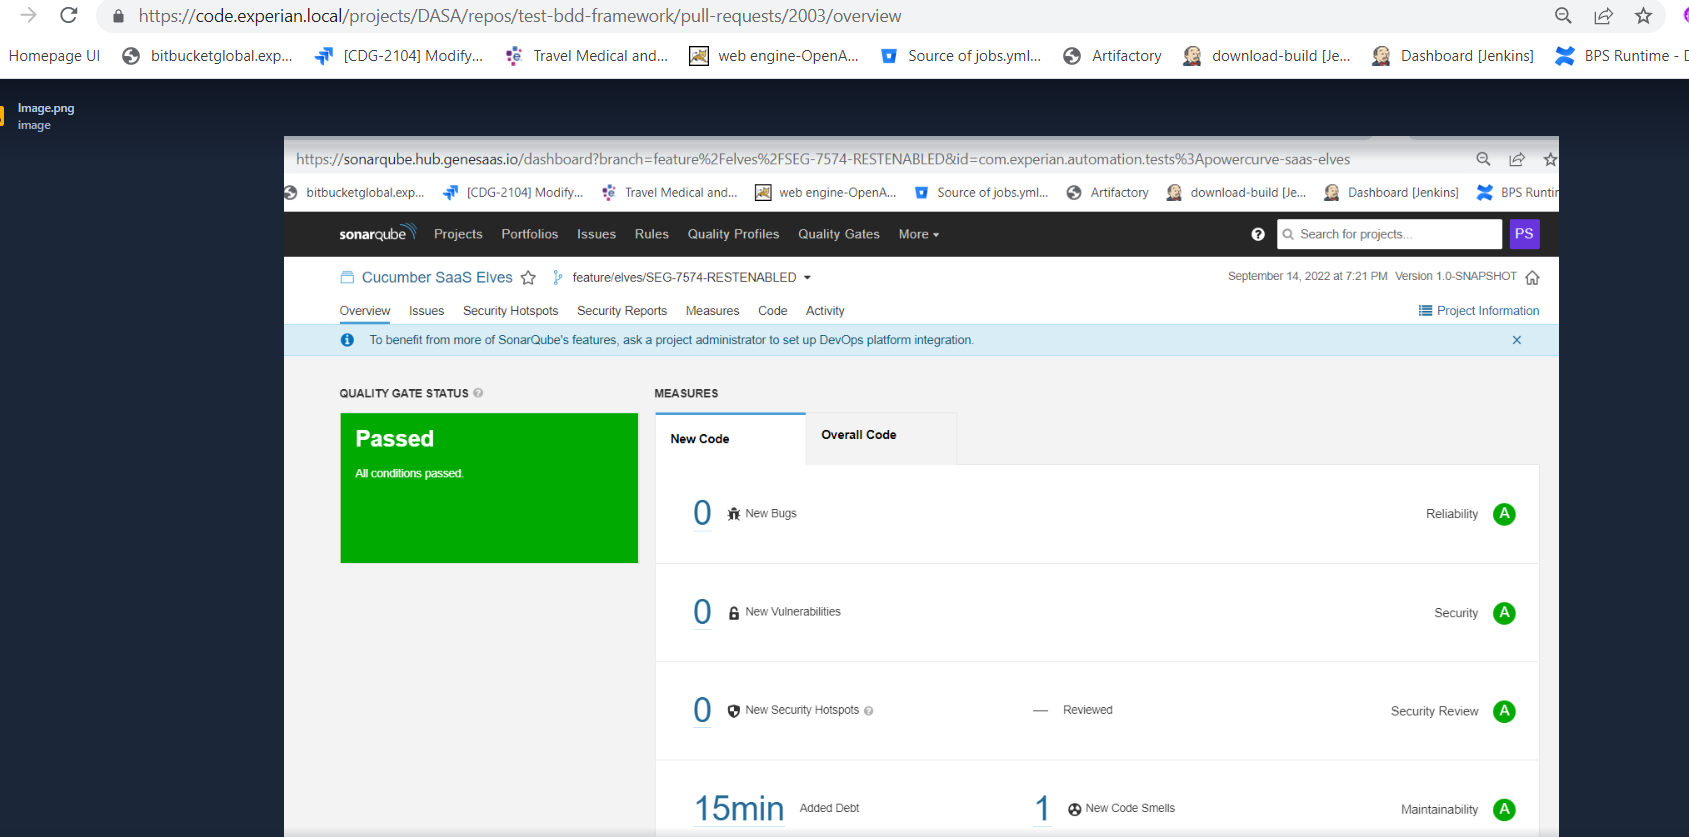 https://code.experian.local/projects/DASA/repos/test-bdd-framework/pull-requests/2003/overview
Homepage UI bitbucketglobal.exp... [CDG-2104] Modify... Travel Medical and... web engine-OpenA... Source of jobs.yml... Artifactory download-build [Je... Dashboard [Jenkins] BPS Runtime - D
Image.png
image
https://sonarqube.hub.genesaas.io/dashboard?branch=feature%2Felves%2FSEG-7574-RESTENABLED&id=com.experian.automation.tests%3Apowercurve-saas-elves
bitbucketglobal.exp... [CDG-2104] Modify... Travel Medical and... web engine-OpenA... Source of jobs.yml... Artifactory download-build [Je... Dashboard [Jenkins] BPS Runtin
sonarqube Projects Portfolios Issues Rules Quality Profiles Quality Gates More Search for projects... PS
Cucumber SaaS Elves feature/elves/SEG-7574-RESTENABLED September 14, 2022 at 7:21 PM Version 1.0-SNAPSHOT
Overview Issues Security Hotspots Security Reports Measures Code Activity Project Information
To benefit from more of SonarQube's features, ask a project administrator to set up DevOps platform integration.
QUALITY GATE STATUS MEASURES
Passed
All conditions passed.
New Code Overall Code
0 New Bugs Reliability A
0 New Vulnerabilities Security A
0 New Security Hotspots — Reviewed Security Review A
15min Added Debt 1 New Code Smells Maintainability A